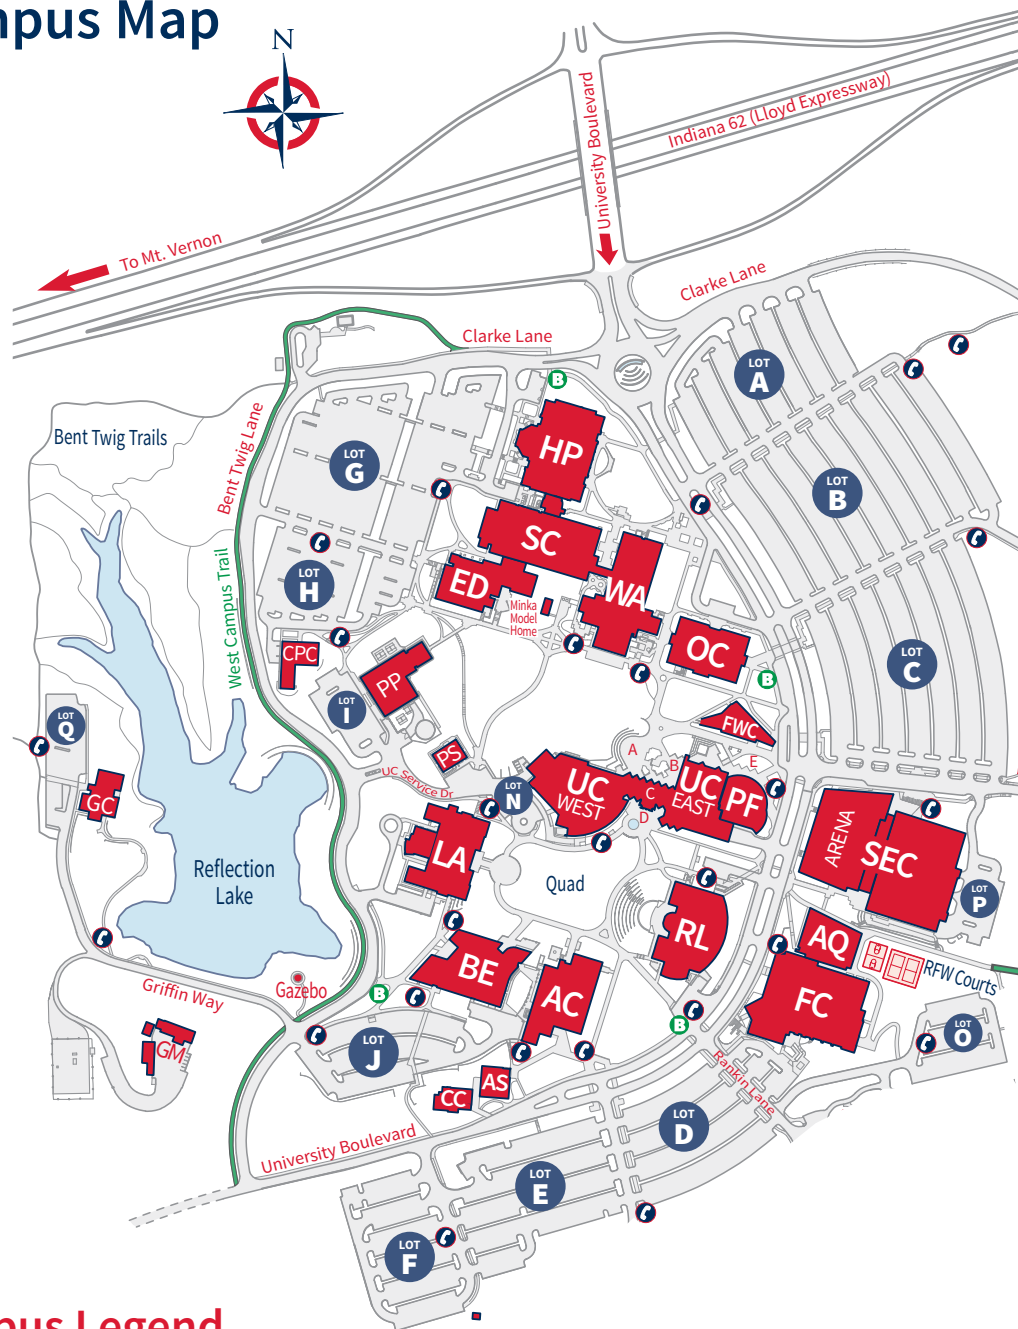 mpus Map
N
University Boulevard
Indiana 62 (Lloyd Expressway)
To Mt. Vernon
Clarke Lane
Clarke Lane
B
LOT
A
Bent Twig Trails
Bent Twig Lane
HP
LOT
G
LOT
B
SC
West Campus Trail
LOT
H
ED
WA
Minka
Model
Home
CPC
OC
LOT
C
PP
B
LOT
I
LOT
Q
FWC
PS
A
B
E
UC Service Dr
LOT
N
UC
WEST
C
UC
EAST
PF
D
GC
LA
ARENA
SEC
Reflection
Lake
Quad
LOT
P
RL
AQ
RFW Courts
BE
Gazebo
Griffin Way
B
AC
FC
B
LOT
O
GM
LOT
J
Rankin Lane
AS
CC
LOT
D
University Boulevard
LOT
E
LOT
F
pus Legend